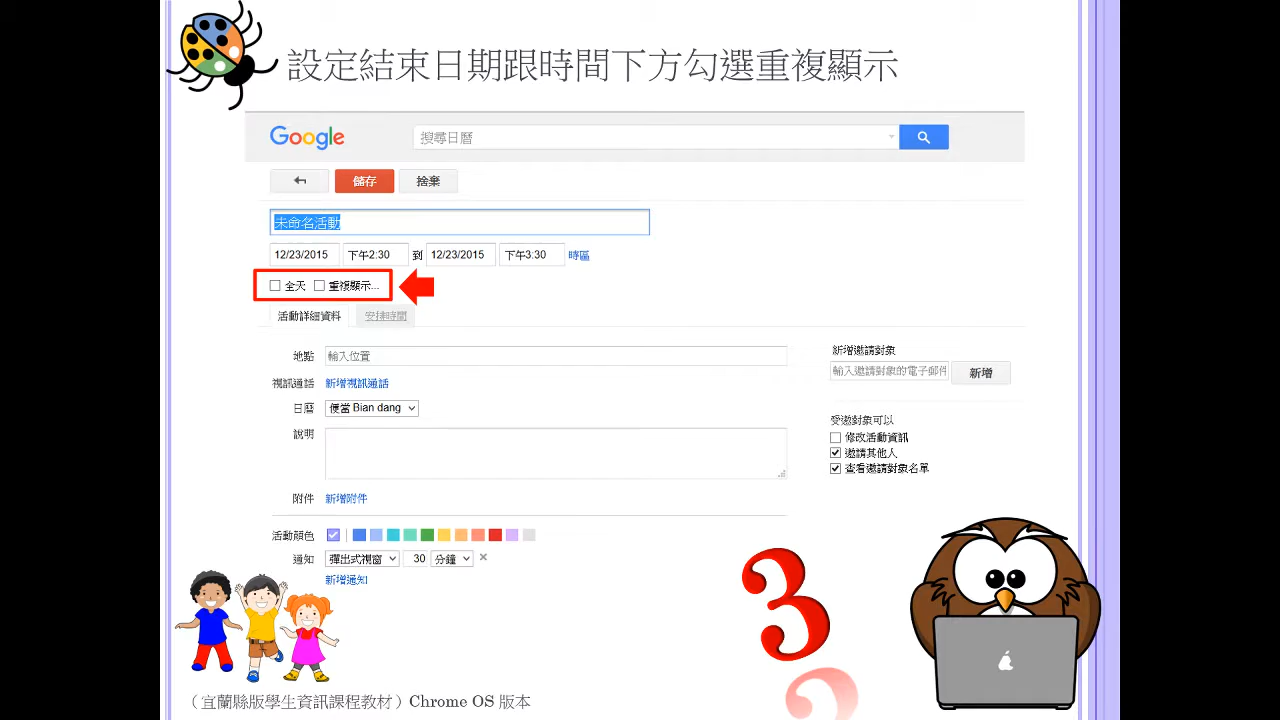 設定結束日期跟時間下方勾選重複顯示
Google 搜尋日曆
儲存 捨棄
未命名活動
12/23/2015 下午2:30 到 12/23/2015 下午3:30 時區
全天 重複顯示...
活動詳細資料 安排時間
地點 輸入位置
視訊通話 新增視訊通話
日曆 便當 Bian dang
說明
附件 新增附件
活動顏色
通知 彈出式視窗 30 分鐘 ×
新增通知
新增邀請對象
輸入邀請對象的電子郵件 新增
受邀對象可以
修改活動資訊
邀請其他人
查看邀請對象名單
3
（宜蘭縣版學生資訊課程教材）Chrome OS 版本